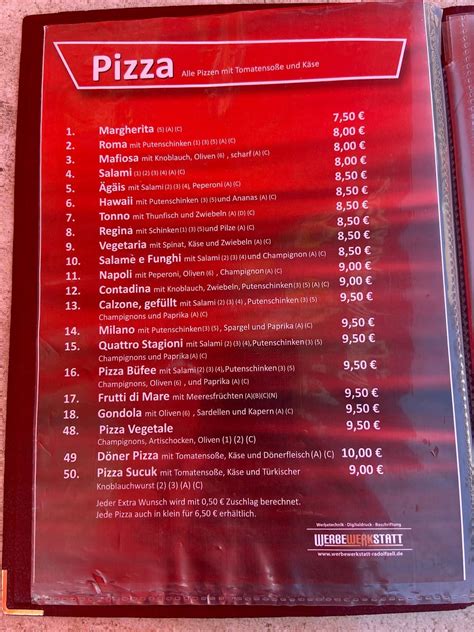 Pizza Alle Pizzen mit Tomatensoße und Käse
1. Margherita (5) (A) (C) 7,50 €
2. Roma mit Putenschinken (1) (3) (5) (A) (C) 8,00 €
3. Mafiosa mit Knoblauch, Oliven (6) , scharf (A) (C) 8,00 €
4. Salami (1) (2) (3) (4) (A) (C) 8,00 €
5. Ägäis mit Salami (2) (3) (4), Peperoni (A) (C) 8,50 €
6. Hawaii mit Putenschinken (1) (3) (5) und Ananas (A) (C) 8,50 €
7. Tonno mit Thunfisch und Zwiebeln (A) (D) (C) 8,50 €
8. Regina mit Schinken (1) (3) (5) und Pilze (A) (C) 8,50 €
9. Vegetaria mit Spinat, Käse und Zwiebeln (A) (C) 8,50 €
10. Salamè e Funghi mit Salami (2) (3) (4) und Champignon (A) (C) 8,50 €
11. Napoli mit Peperoni, Oliven (6) , Champignon (A) (C) 9,00 €
12. Contadina mit Knoblauch, Zwiebeln, Putenschinken (3) (5) (A) (C) 9,00 €
13. Calzone, gefüllt mit Salami (2) (3) (4), Putenschinken (3) (5) 9,50 €
Champignons und Paprika (A) (C)
14. Milano mit Putenschinken (3) (5) , Spargel und Paprika (A) (C) 9,50 €
15. Quattro Stagioni mit Salami (2) (3) (4),Putenschinken (3) (5) 9,50 €
Champignons und Paprika (A) (C)
16. Pizza Büfee mit Salami (2) (3) (4),Putenschinken (3) (5) 9,50 €
Champignons, Oliven (6) , und Paprika (A) (C)
17. Frutti di Mare mit Meeresfrüchten (A)(B)(C)(N) 9,50 €
18. Gondola mit Oliven (6) , Sardellen und Kapern (A) (C) 9,50 €
48. Pizza Vegetale 9,50 €
Champignons, Artischocken, Oliven (1) (2) (C)
49 Döner Pizza mit Tomatensoße, Käse und Dönerfleisch (A) (C) 10,00 €
50. Pizza Sucuk mit Tomatensoße, Käse und Türkischer 9,00 €
Knoblauchwurst (2) (3) (A) (C)
Jeder Extra Wunsch wird mit 0,50 € Zuschlag berechnet.
Jede Pizza auch in klein für 6,50 € erhältlich.
Werbetechnik - Digitaldruck - Beschriftung
WERBEWERKSTATT
www.werbewerkstatt-radolfzell.de